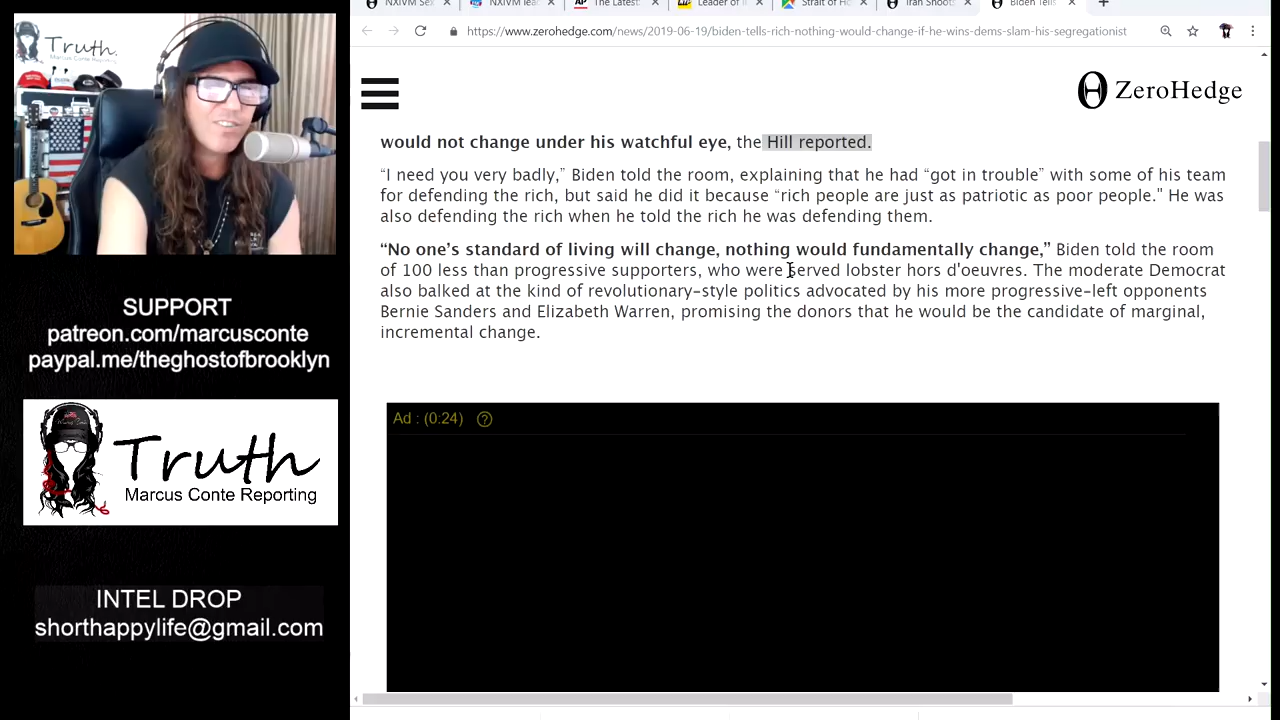 NXIVM Sex
NXIVM lea
The Latest:
Leader of
Strait of Ho
Iran Shoots
Biden Tells
https://www.zerohedge.com/news/2019-06-19/biden-tells-rich-nothing-would-change-if-he-wins-dems-slam-his-segregationist
Truth.
ZeroHedge
would not change under his watchful eye, the Hill reported.
“I need you very badly,” Biden told the room, explaining that he had “got in trouble” with some of his team
for defending the rich, but said he did it because “rich people are just as patriotic as poor people." He was
also defending the rich when he told the rich he was defending them.
“No one’s standard of living will change, nothing would fundamentally change,” Biden told the room
of 100 less than progressive supporters, who were served lobster hors d'oeuvres. The moderate Democrat
also balked at the kind of revolutionary-style politics advocated by his more progressive-left opponents
Bernie Sanders and Elizabeth Warren, promising the donors that he would be the candidate of marginal,
incremental change.
Ad : (0:24)
SUPPORT
patreon.com/marcusconte
paypal.me/theghostofbrooklyn
Truth
Marcus Conte Reporting
INTEL DROP
shorthappylife@gmail.com